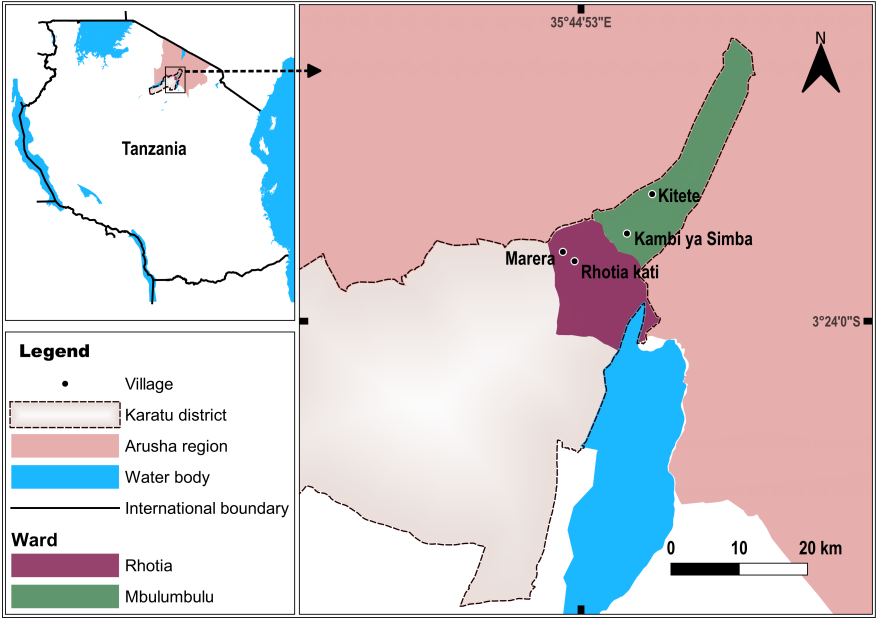 Tanzania
35°44'53"E
N
Kitete
Kambi ya Simba
Marera
Rhotia kati
3°24'0"S
0 10 20 km
Legend
Village
Karatu district
Arusha region
Water body
International boundary
Ward
Rhotia
Mbulumbulu